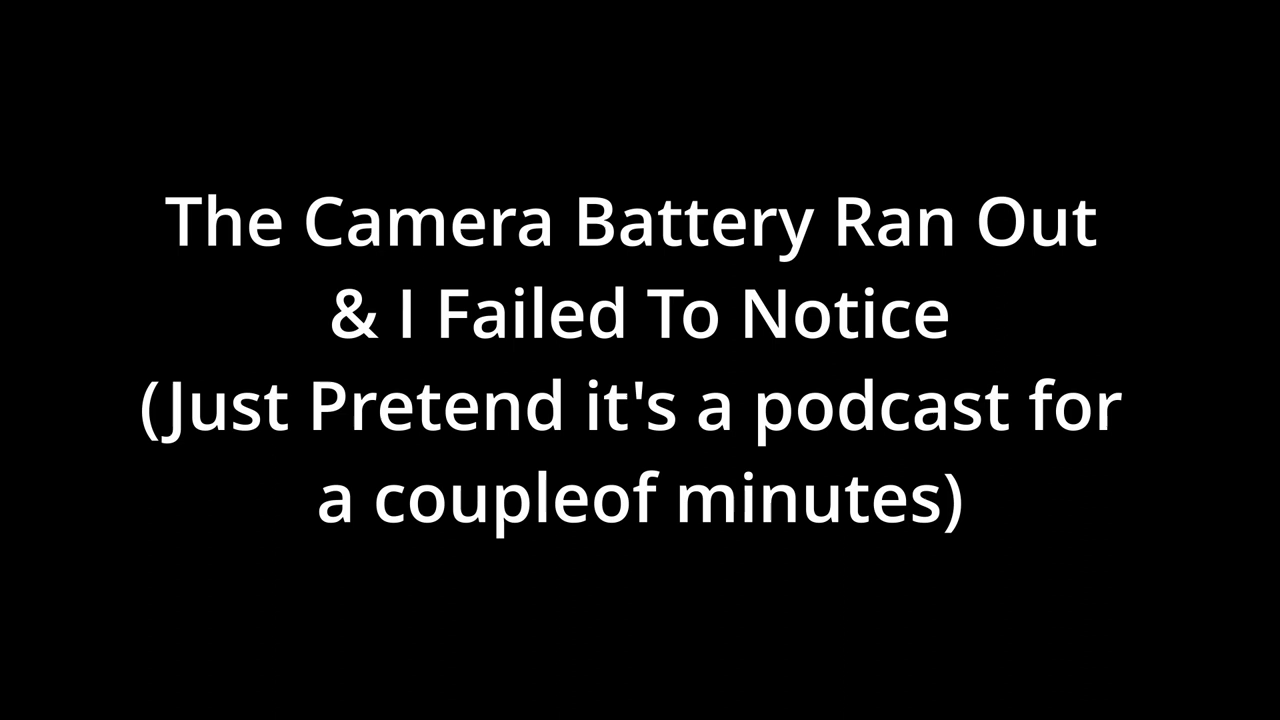 The Camera Battery Ran Out
& I Failed To Notice
(Just Pretend it's a podcast for
a coupleof minutes)